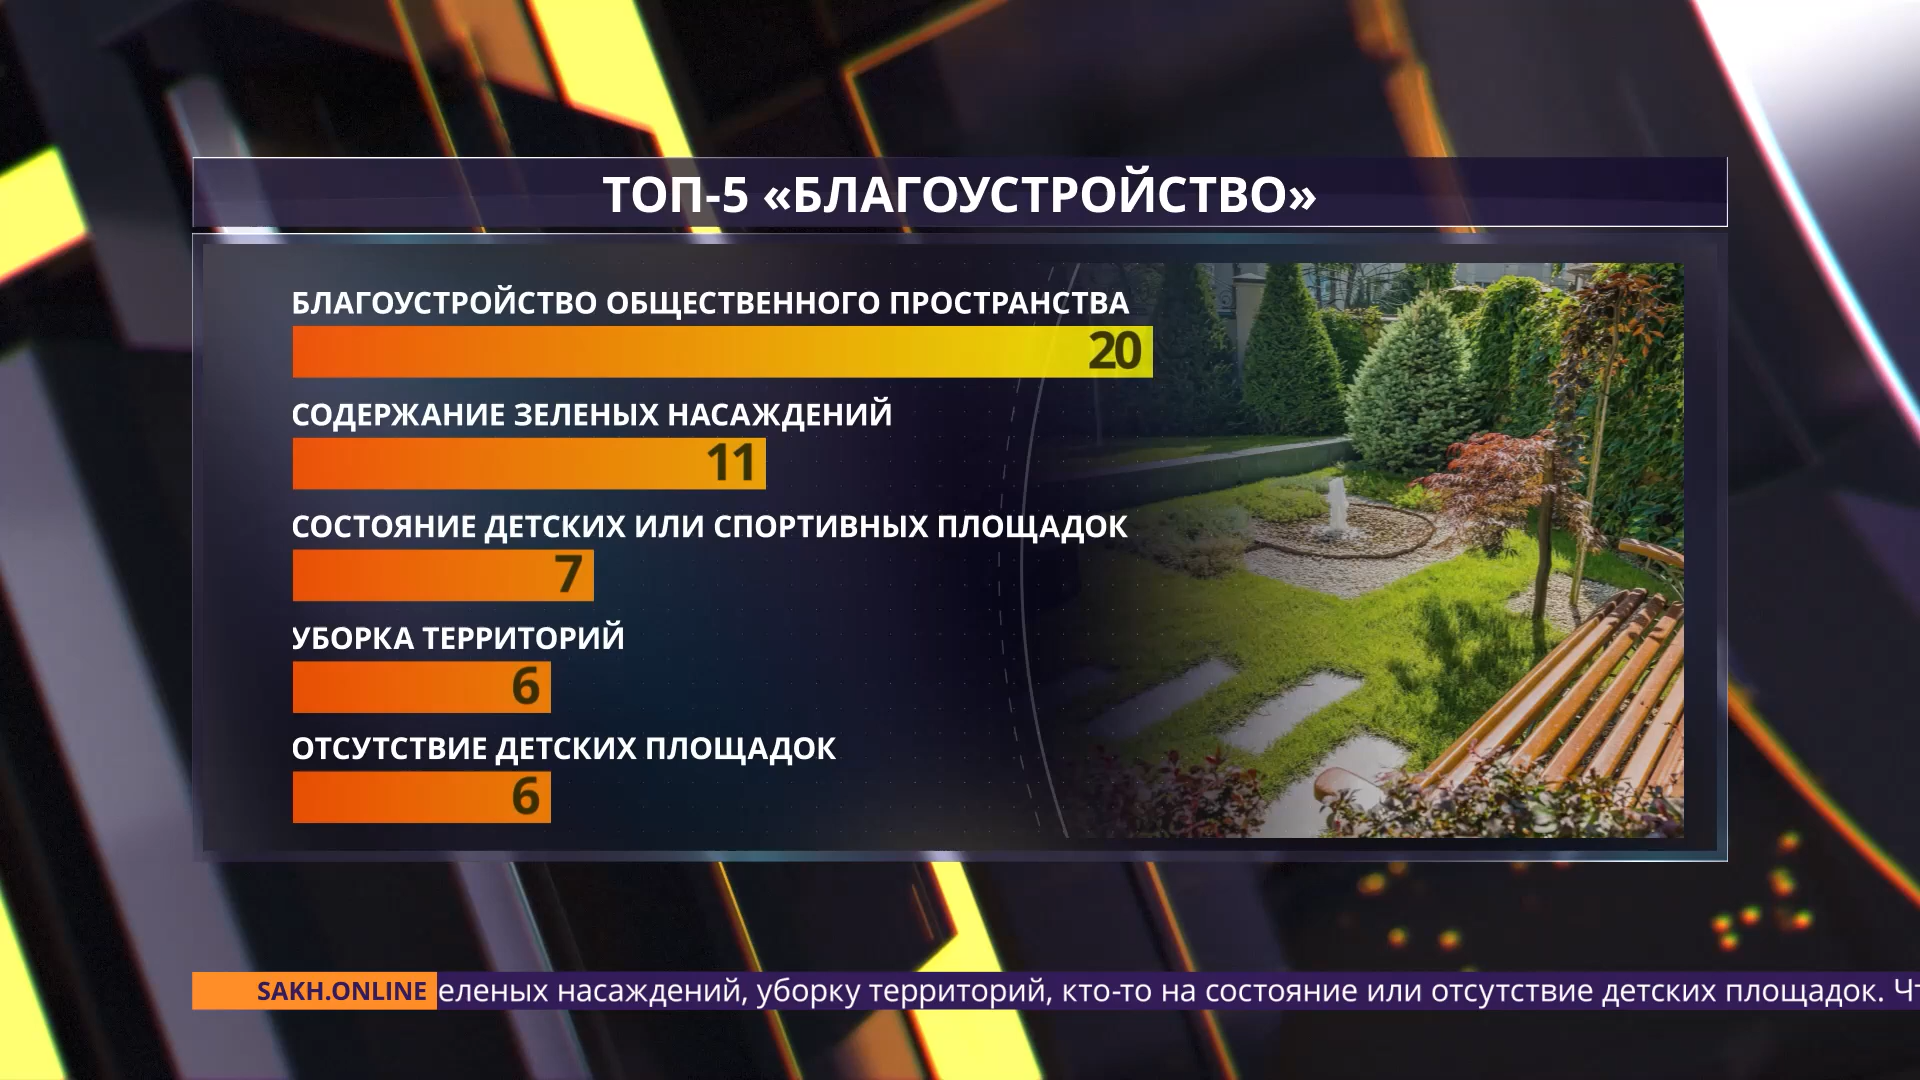 ТОП-5 «БЛАГОУСТРОЙСТВО»
БЛАГОУСТРОЙСТВО ОБЩЕСТВЕННОГО ПРОСТРАНСТВА
20
СОДЕРЖАНИЕ ЗЕЛЕНЫХ НАСАЖДЕНИЙ
11
СОСТОЯНИЕ ДЕТСКИХ ИЛИ СПОРТИВНЫХ ПЛОЩАДОК
7
УБОРКА ТЕРРИТОРИЙ
6
ОТСУТСТВИЕ ДЕТСКИХ ПЛОЩАДОК
6
SAKH.ONLINE еленых насаждений, уборку территорий, кто-то на состояние или отсутствие детских площадок.